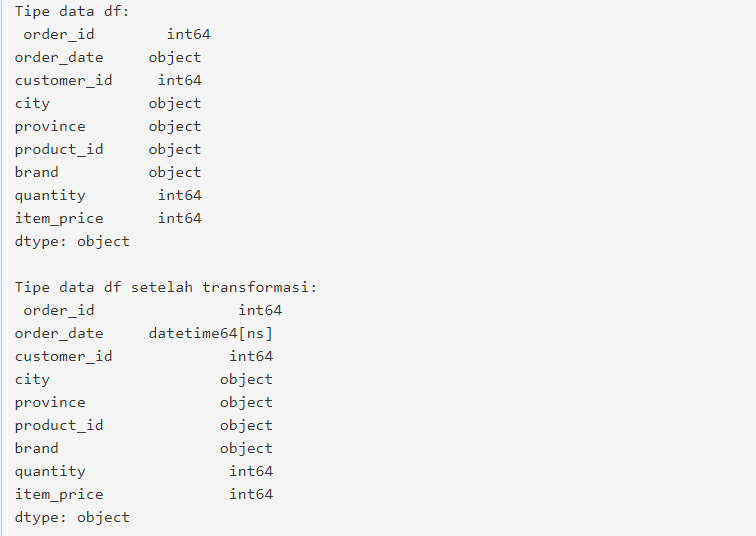 Tipe data df:
order_id int64
order_date object
customer_id int64
city object
province object
product_id object
brand object
quantity int64
item_price int64
dtype: object
Tipe data df setelah transformasi:
order_id int64
order_date datetime64[ns]
customer_id int64
city object
province object
product_id object
brand object
quantity int64
item_price int64
dtype: object